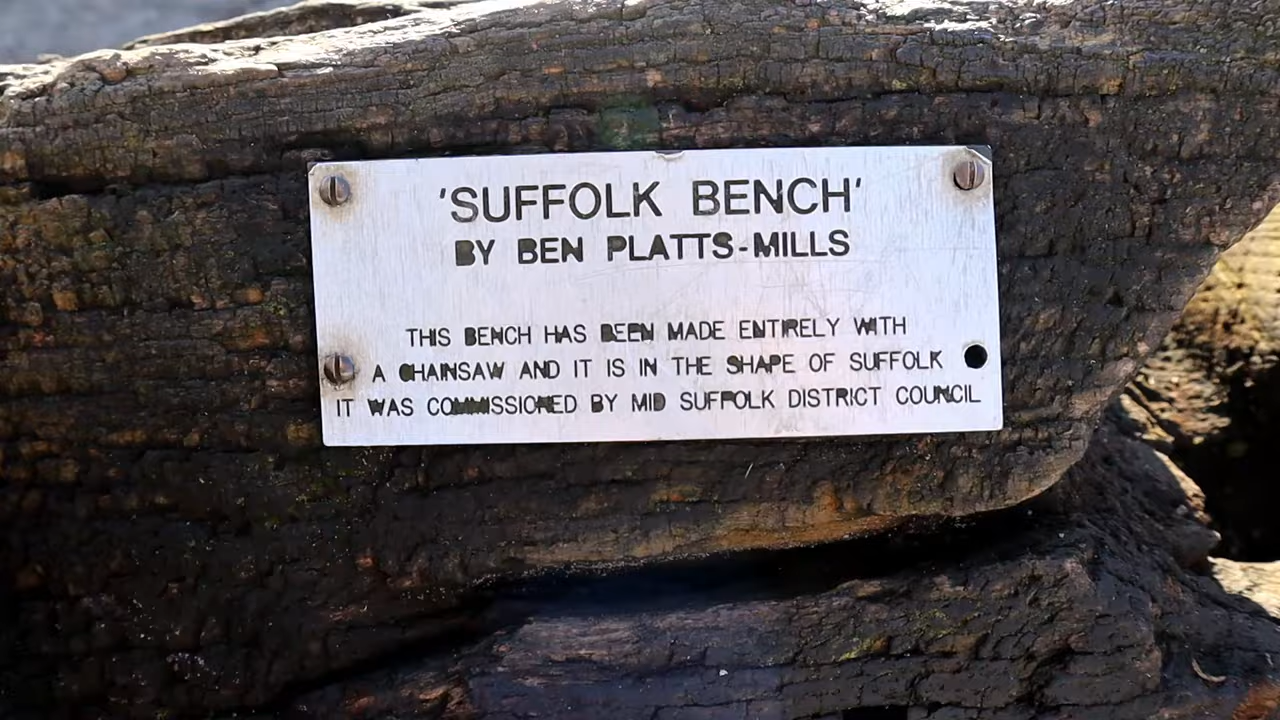 'SUFFOLK BENCH'
BY BEN PLATTS-MILLS
THIS BENCH HAS BEEN MADE ENTIRELY WITH
A CHAINSAW AND IT IS IN THE SHAPE OF SUFFOLK
IT WAS COMMISSIONED BY MID SUFFOLK DISTRICT COUNCIL